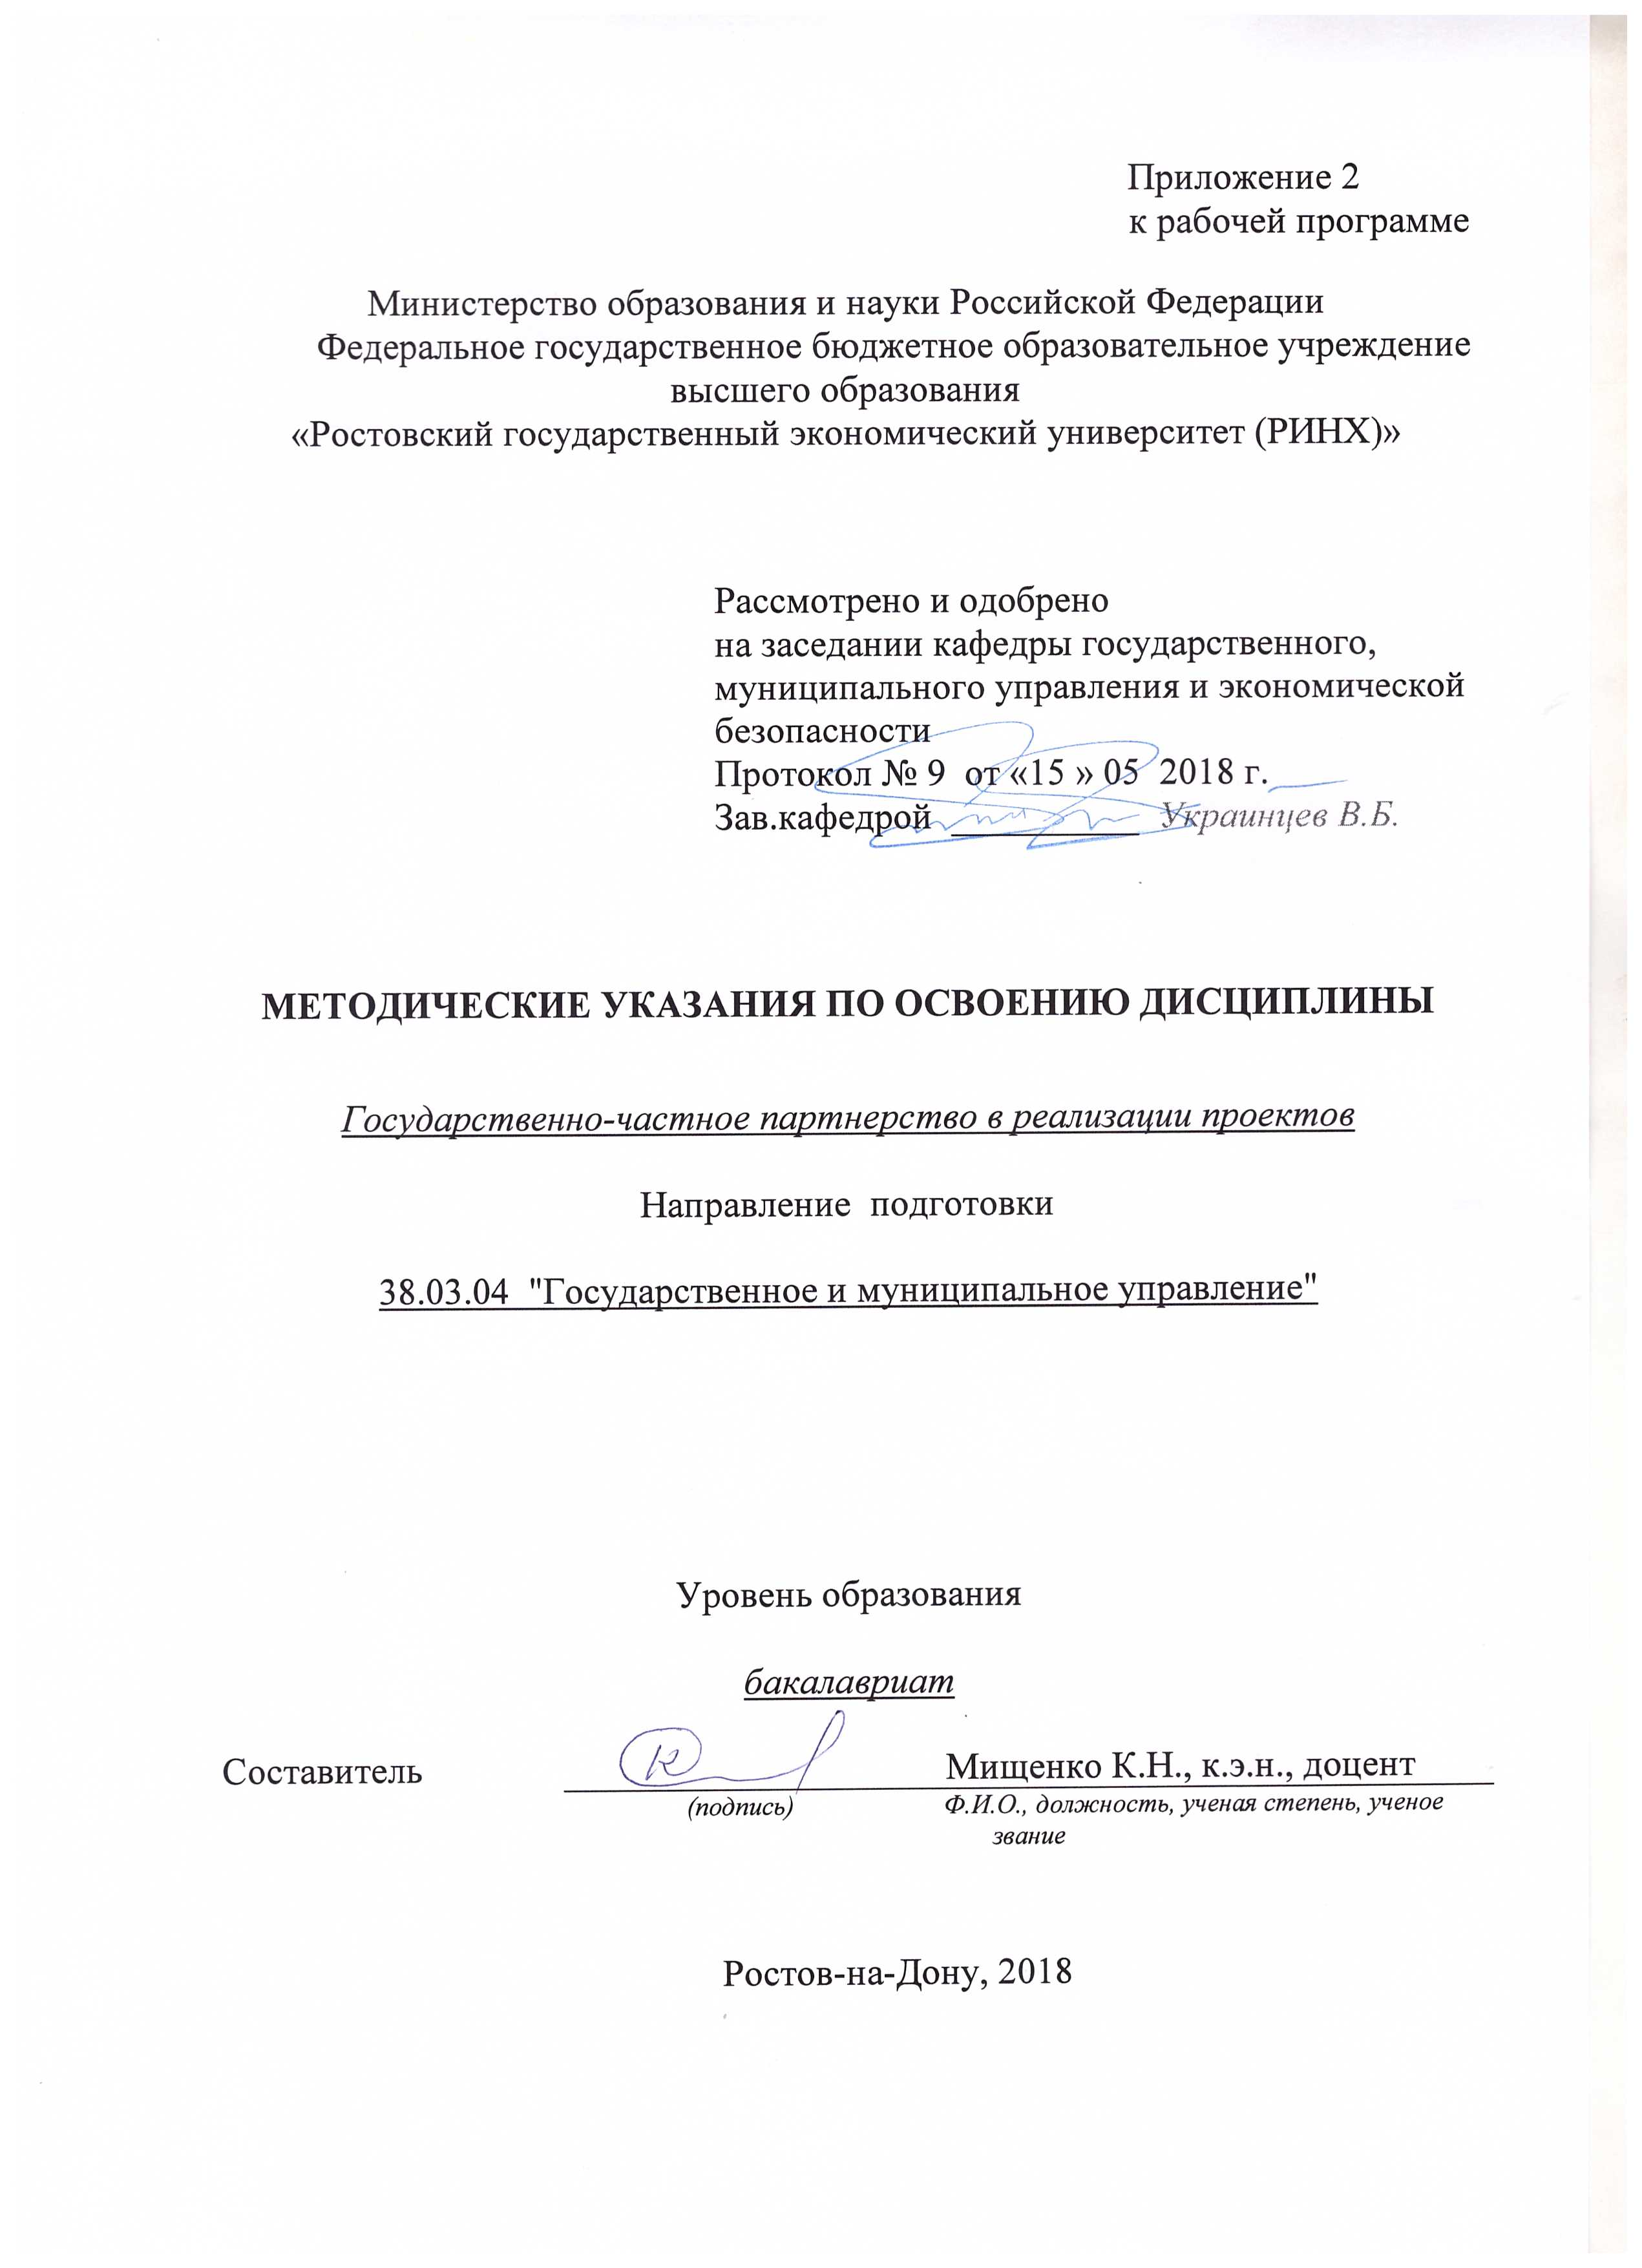 Приложение 2
к рабочей программе
Министерство образования и науки Российской Федерации
Федеральное государственное бюджетное образовательное учреждение
высшего образования
«Ростовский государственный экономический университет (РИНХ)»
Рассмотрено и одобрено
на заседании кафедры государственного,
муниципального управления и экономической
безопасности
Протокол № 9 от «15 » 05 2018 г.
Зав.кафедрой ___________ Украинцев В.Б.
МЕТОДИЧЕСКИЕ УКАЗАНИЯ ПО ОСВОЕНИЮ ДИСЦИПЛИНЫ
Государственно-частное партнерство в реализации проектов
Направление подготовки
38.03.04 "Государственное и муниципальное управление"
Уровень образования
бакалавриат
Составитель Мищенко К.Н., к.э.н., доцент
(подпись) Ф.И.О., должность, ученая степень, ученое
звание
Ростов-на-Дону, 2018